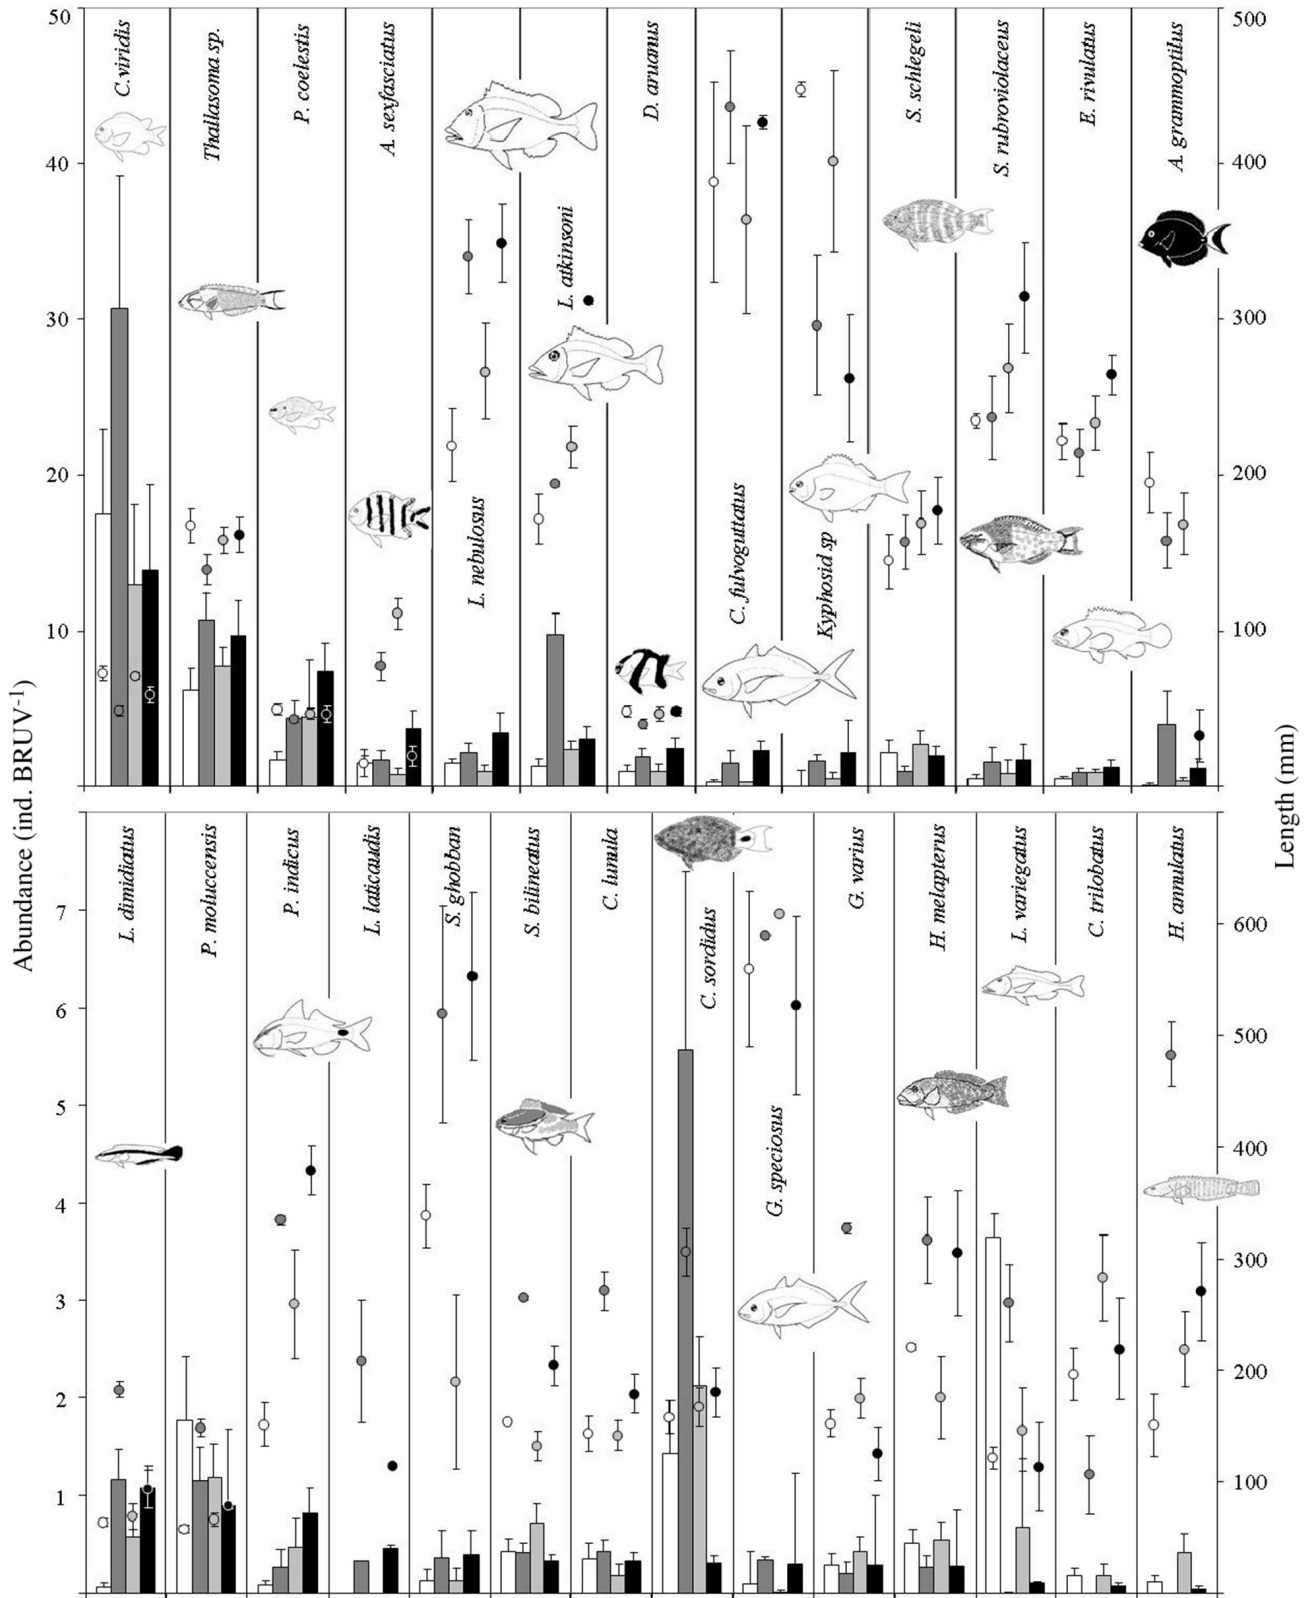 50
40
30
20
10
C.viridis
Thallasoma sp.
P. coelestis
A. sexfasciatus
L. nebulosus
L. atkinsoni
D. aruanus
C. fulvoguttatus
Kyphosid sp
S. schlegeli
S. rubroviolaceus
E. rivulatus
A. grammoptilus
500
400
300
200
100
Abundance (ind. BRUV-1)
Length (mm)
7
6
5
4
3
2
1
L. dimidiatus
P. moluccensis
P. indicus
L. laticaudis
S. ghobban
S. bilineatus
C. lunula
C. sordidus
G. speciosus
G. varius
H. melapterus
L. variegatus
C. trilobatus
H. annulatus
600
500
400
300
200
100